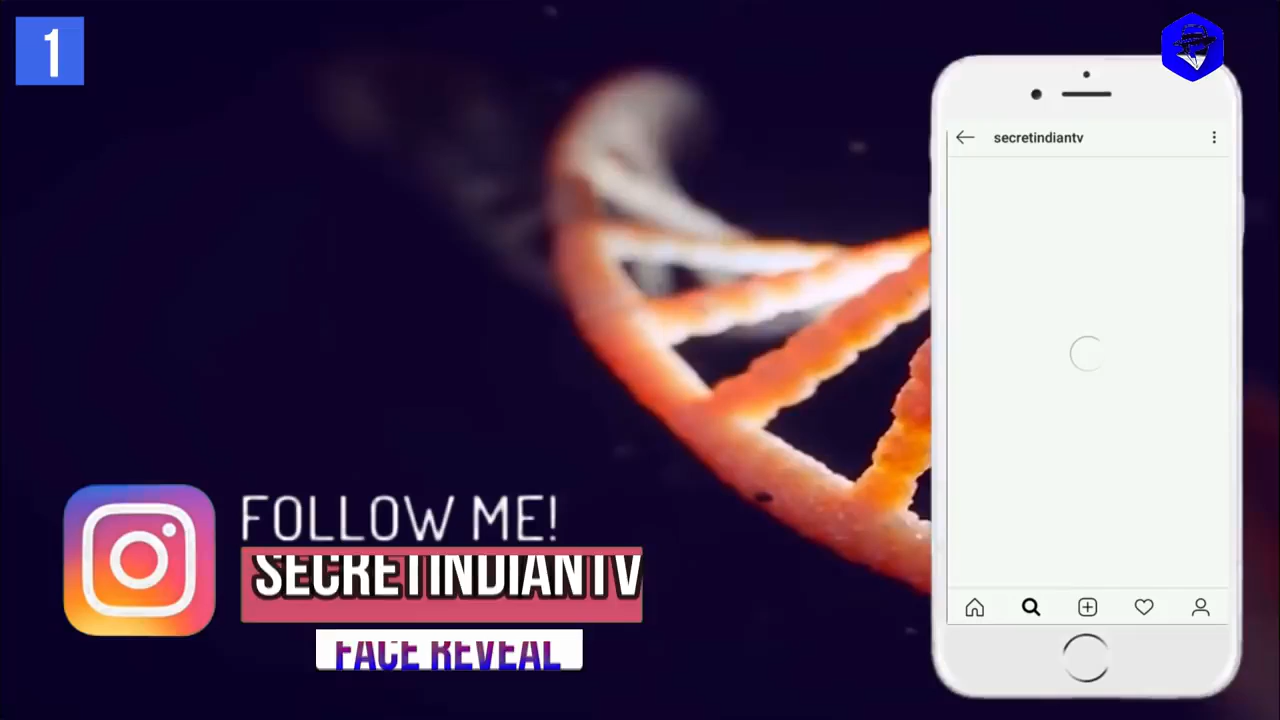 1
secretindiantv
FOLLOW ME!
SECRETINDIANTV
FACE REVEAL